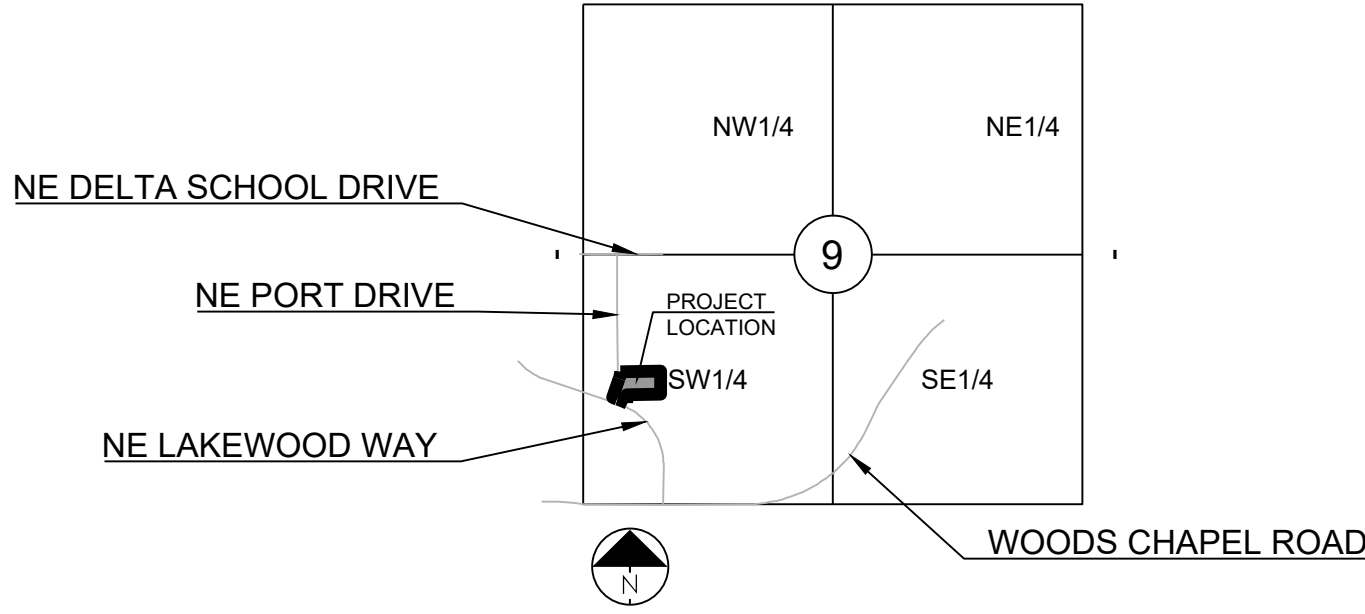 NW1/4
NE1/4
NE DELTA SCHOOL DRIVE
9
NE PORT DRIVE
PROJECT
LOCATION
SW1/4
SE1/4
NE LAKEWOOD WAY
WOODS CHAPEL ROAD
N